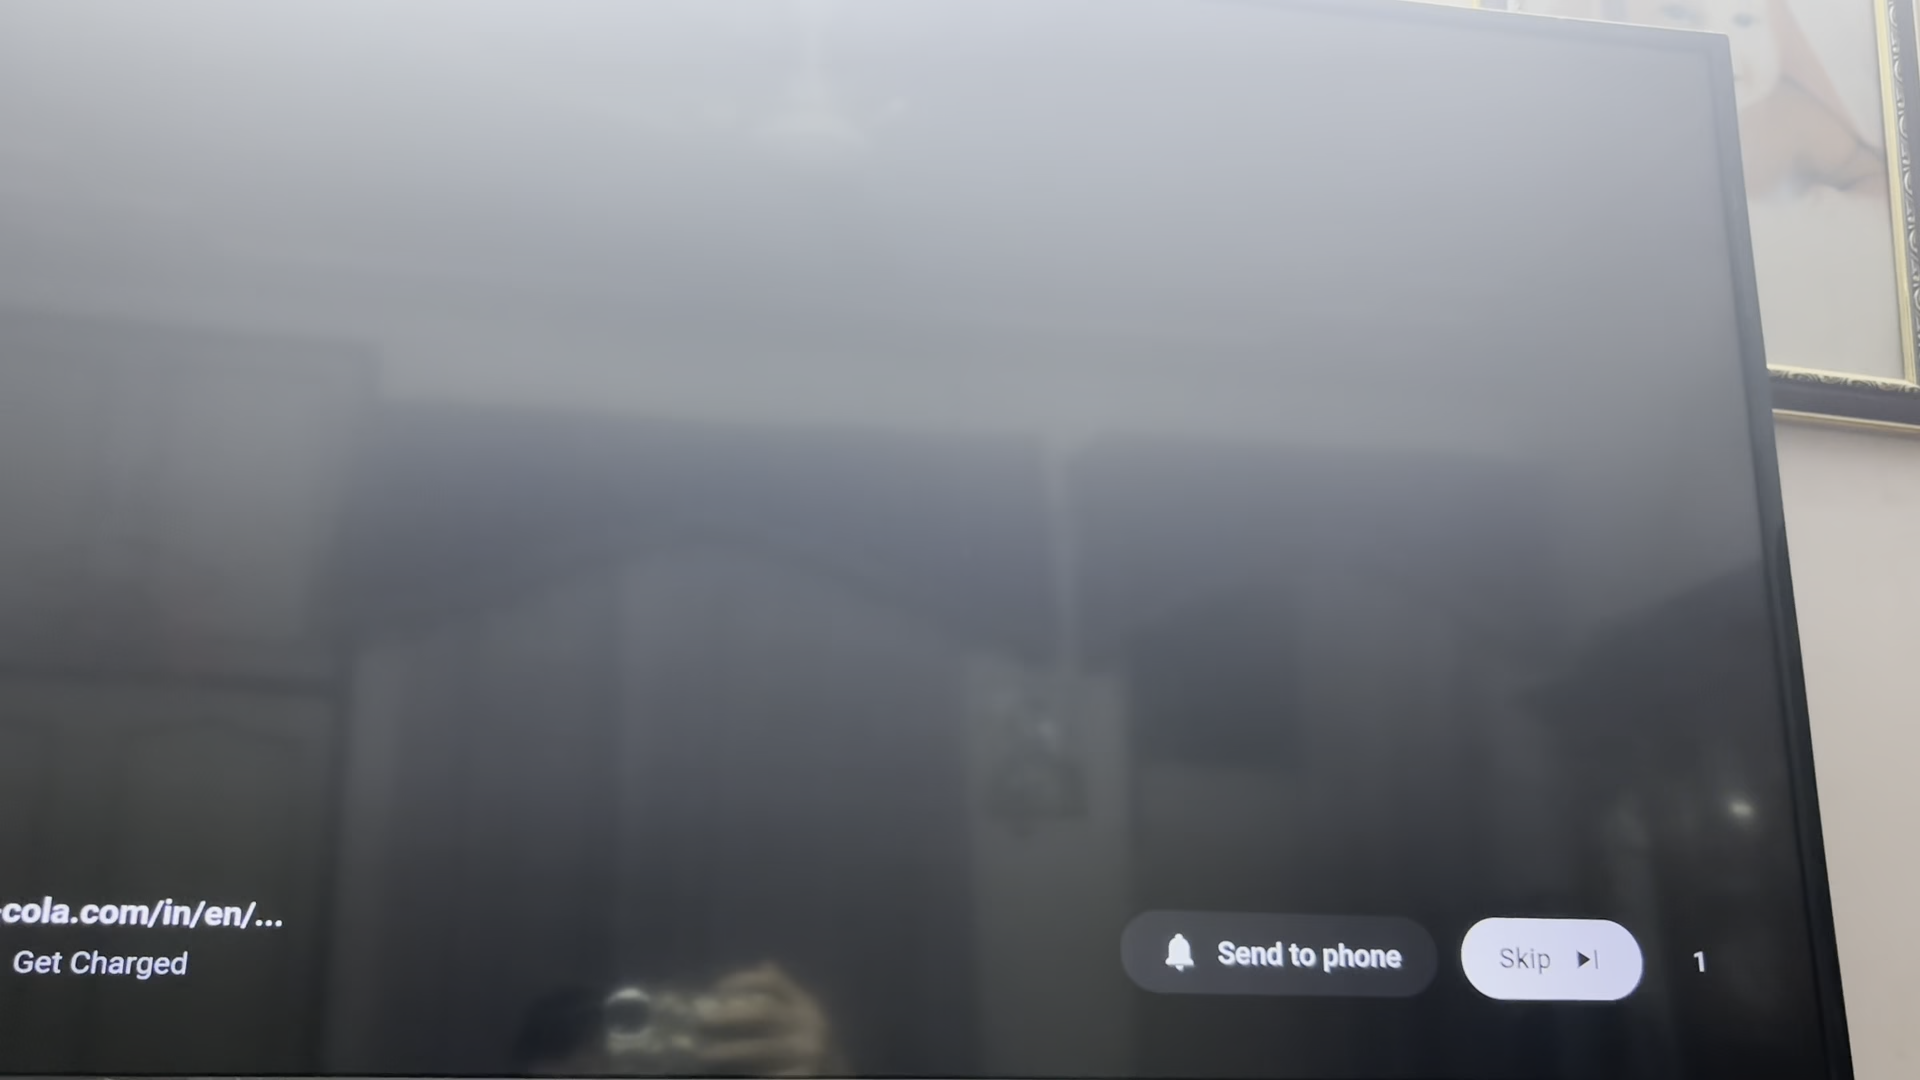 -cola.com/in/en/...
Get Charged
Send to phone
Skip
1